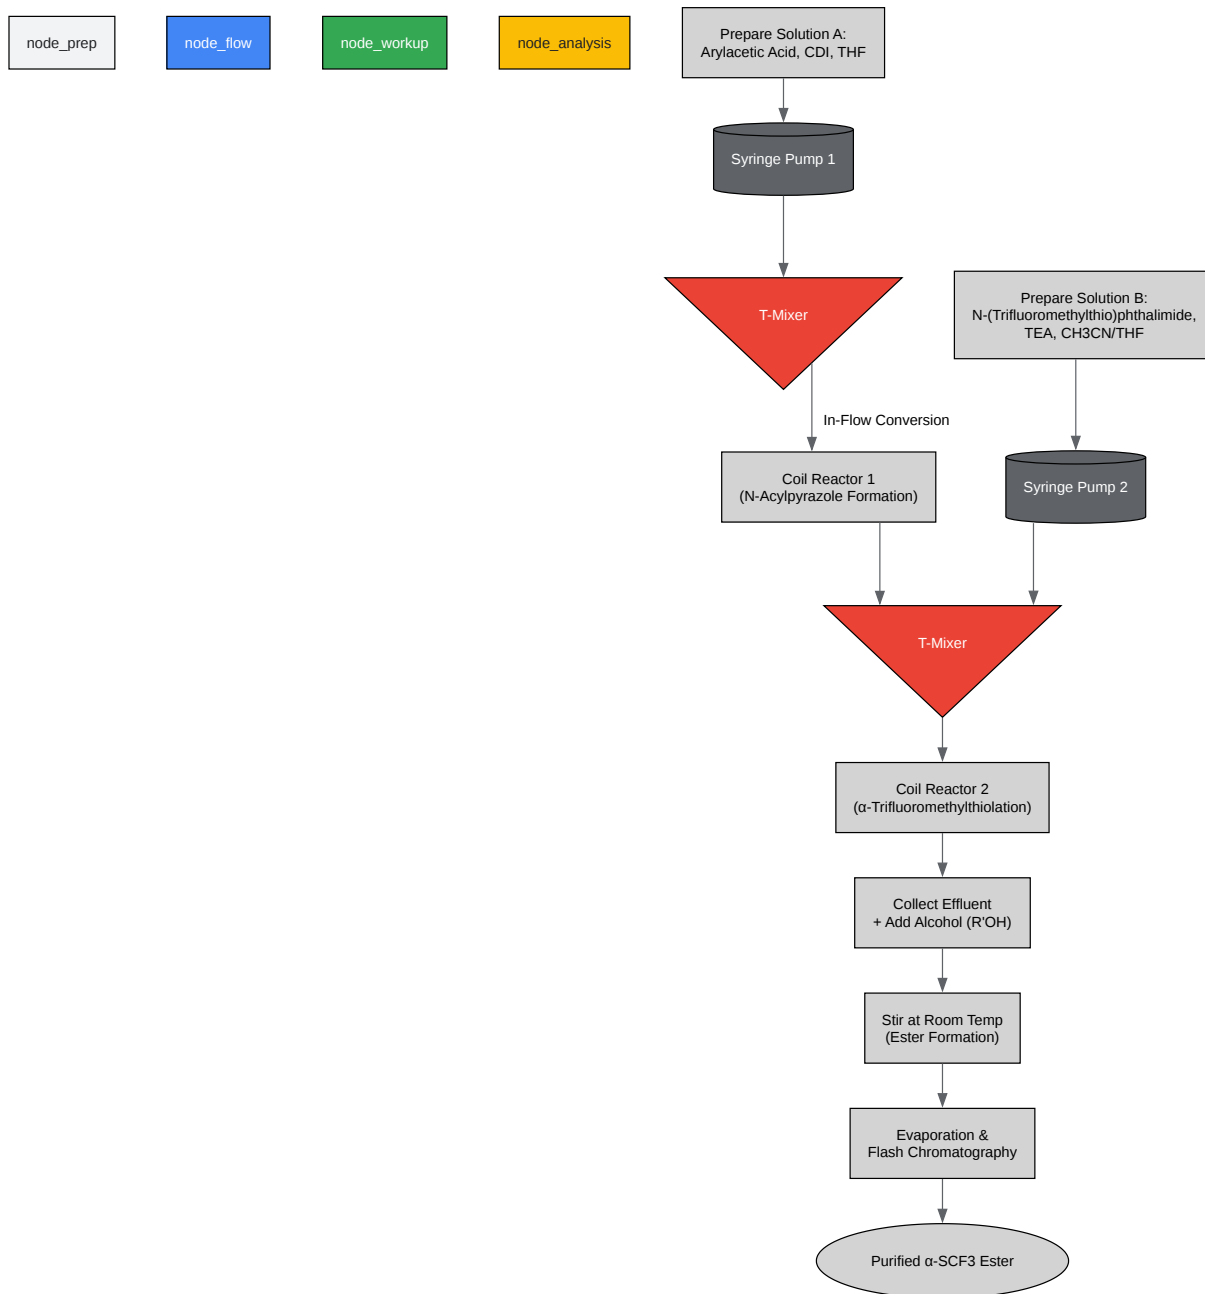 node_prep
node_flow
node_workup
node_analysis
Prepare Solution A:
Arylacetic Acid, CDI, THF
Syringe Pump 1
T-Mixer
Prepare Solution B:
N-(Trifluoromethylthio)phthalimide,
TEA, CH3CN/THF
In-Flow Conversion
Coil Reactor 1
(N-Acylpyrazole Formation)
Syringe Pump 2
T-Mixer
Coil Reactor 2
(α-Trifluoromethylthiolation)
Collect Effluent
+ Add Alcohol (R'OH)
Stir at Room Temp
(Ester Formation)
Evaporation &
Flash Chromatography
Purified α-SCF3 Ester